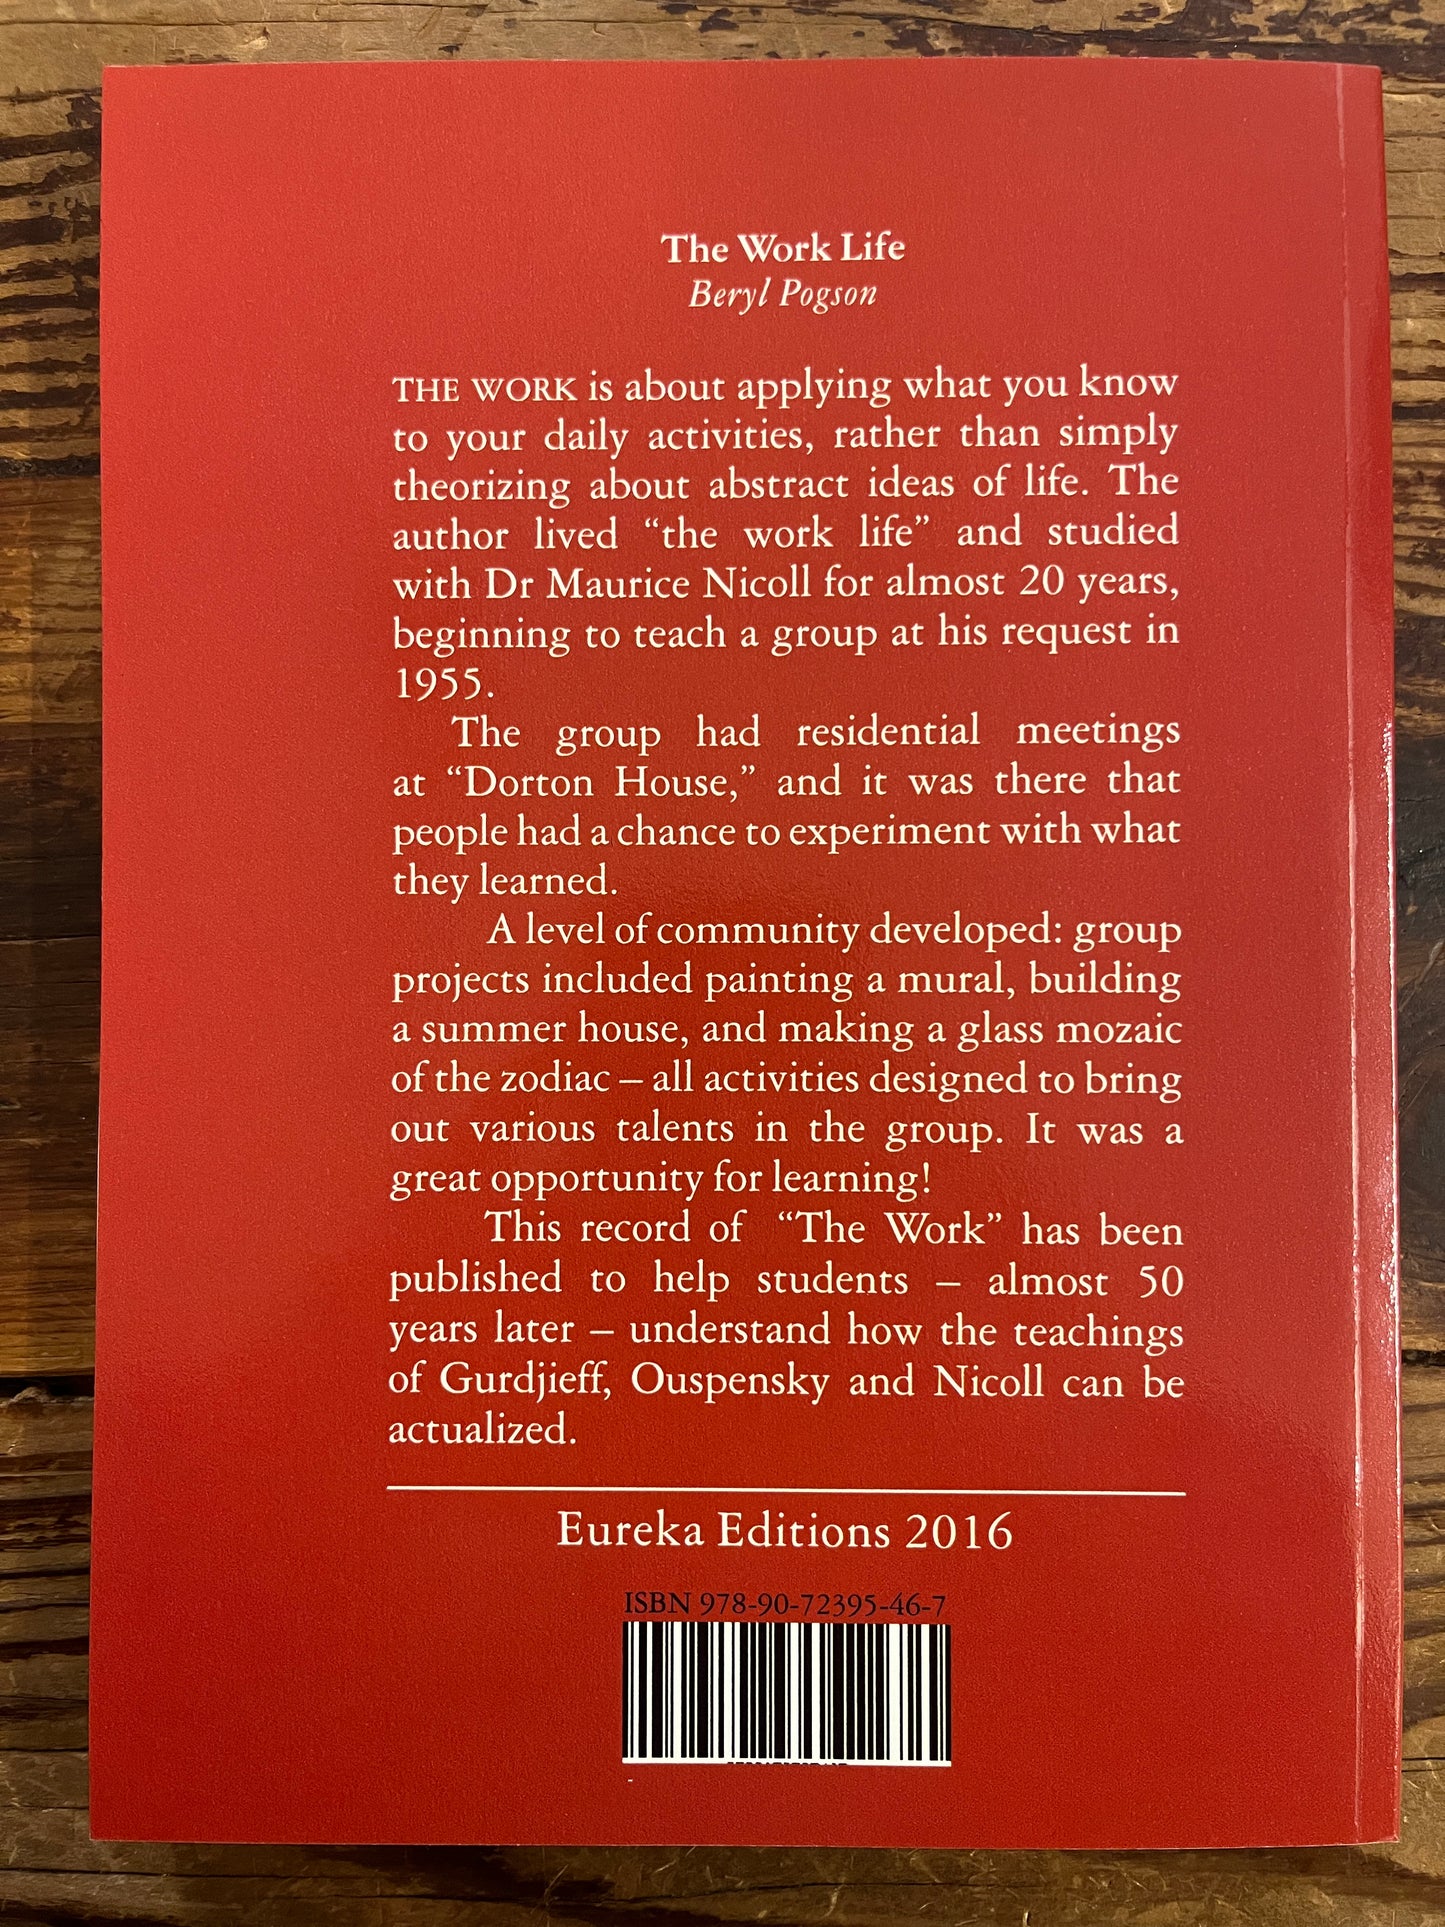 The Work Life
Beryl Pogson
THE WORK is about applying what you know
to your daily activities, rather than simply
theorizing about abstract ideas of life. The
author lived “the work life” and studied
with Dr Maurice Nicoll for almost 20 years,
beginning to teach a group at his request in
1955.
The group had residential meetings
at “Dorton House,” and it was there that
people had a chance to experiment with what
they learned.
A level of community developed: group
projects included painting a mural, building
a summer house, and making a glass mozaic
of the zodiac – all activities designed to bring
out various talents in the group. It was a
great opportunity for learning!
This record of “The Work” has been
published to help students – almost 50
years later – understand how the teachings
of Gurdjieff, Ouspensky and Nicoll can be
actualized.
Eureka Editions 2016
ISBN 978-90-72395-46-7